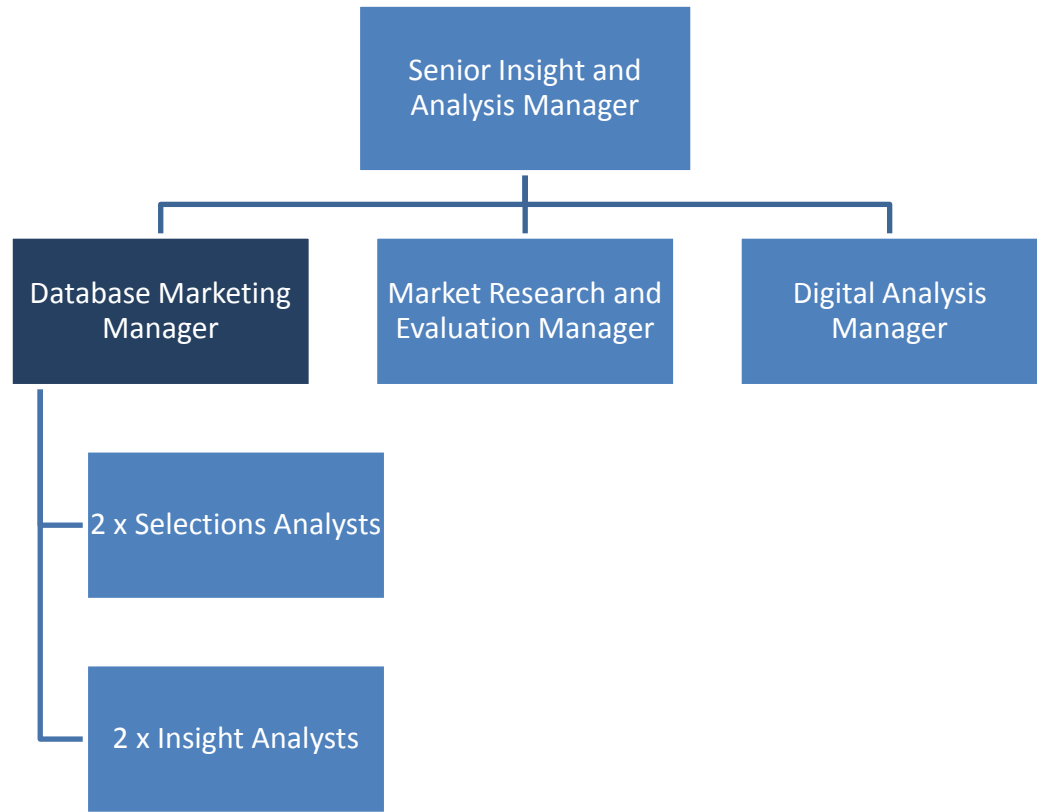 Senior Insight and
Analysis Manager
Database Marketing
Manager
Market Research and
Evaluation Manager
Digital Analysis
Manager
2 x Selections Analysts
2 x Insight Analysts